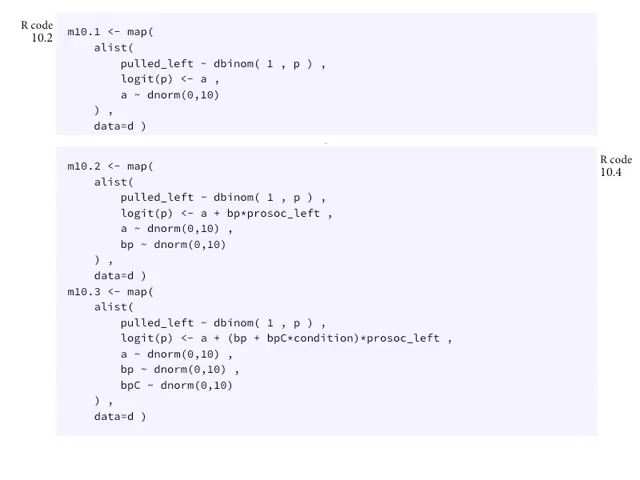 R code
10.2
m10.1 <- map(
    alist(
        pulled_left ~ dbinom( 1 , p ) ,
        logit(p) <- a ,
        a ~ dnorm(0,10)
    ) ,
    data=d )
R code
10.4
m10.2 <- map(
    alist(
        pulled_left ~ dbinom( 1 , p ) ,
        logit(p) <- a + bp*prosoc_left ,
        a ~ dnorm(0,10) ,
        bp ~ dnorm(0,10)
    ) ,
    data=d )
m10.3 <- map(
    alist(
        pulled_left ~ dbinom( 1 , p ) ,
        logit(p) <- a + (bp + bpC*condition)*prosoc_left ,
        a ~ dnorm(0,10) ,
        bp ~ dnorm(0,10) ,
        bpC ~ dnorm(0,10)
    ) ,
    data=d )